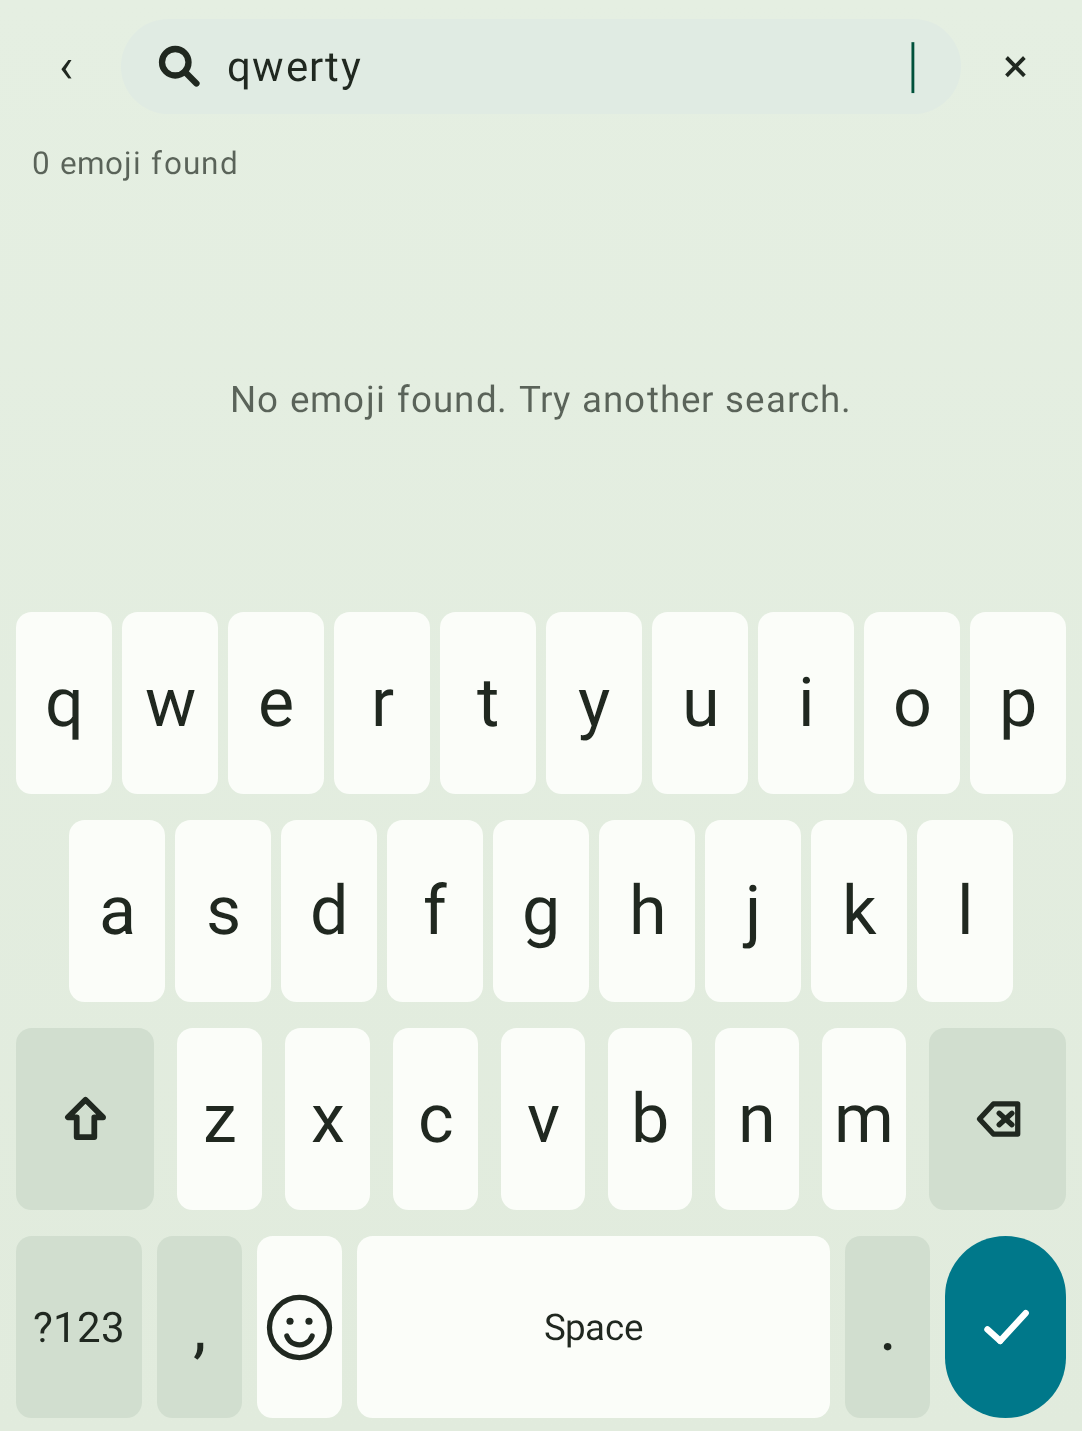 qwerty
0 emoji found
No emoji found. Try another search.
q w e r t y u i o p
a s d f g h j k l
z x c v b n m
?123 , Space .